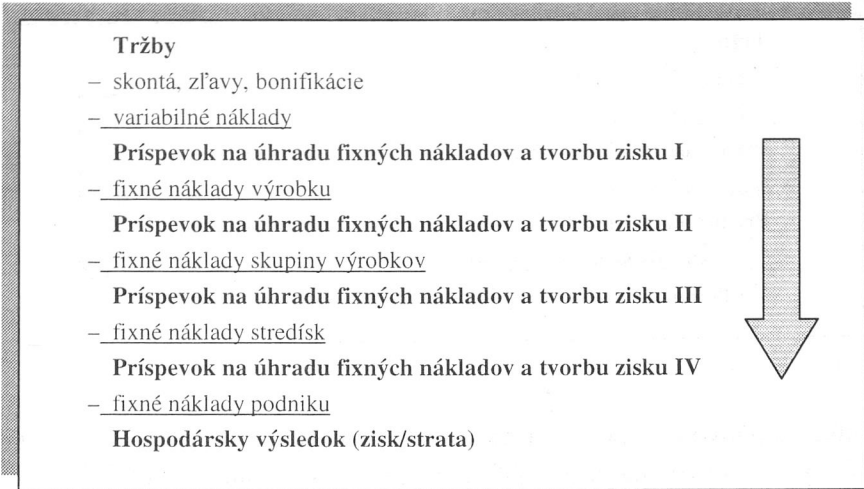 Tržby
– skontá, zľavy, bonifikácie
– variabilné náklady
Príspevok na úhradu fixných nákladov a tvorbu zisku I
– fixné náklady výrobku
Príspevok na úhradu fixných nákladov a tvorbu zisku II
– fixné náklady skupiny výrobkov
Príspevok na úhradu fixných nákladov a tvorbu zisku III
– fixné náklady stredísk
Príspevok na úhradu fixných nákladov a tvorbu zisku IV
– fixné náklady podniku
Hospodársky výsledok (zisk/strata)